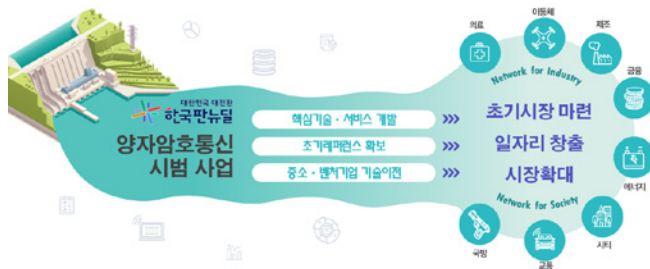 대한민국 대전환
한국판뉴딜
양자암호통신
시범 사업
핵심기술・서비스 개발
초기레퍼런스 확보
중소・벤처기업 기술이전
>>>
>>>
>>>
Network for Industry
초기시장 마련
일자리 창출
시장확대
Network for Society
의료
이동체
제조
금융
에너지
시티
교통
국방